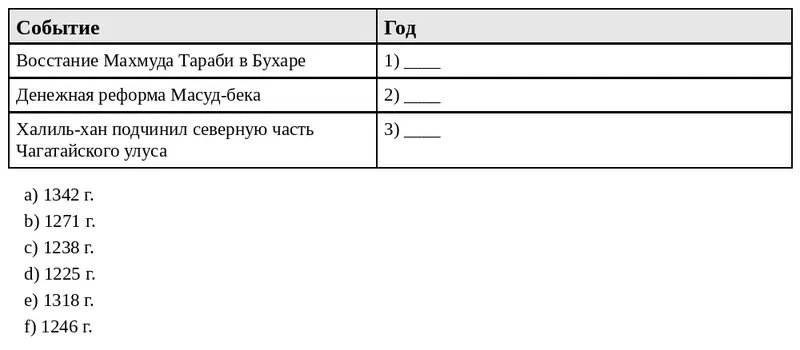 Событие Год
Восстание Махмуда Тараби в Бухаре 1) ____
Денежная реформа Масуд-бека 2) ____
Халиль-хан подчинил северную часть 3) ____
Чагатайского улуса
a) 1342 г.
b) 1271 г.
c) 1238 г.
d) 1225 г.
e) 1318 г.
f) 1246 г.